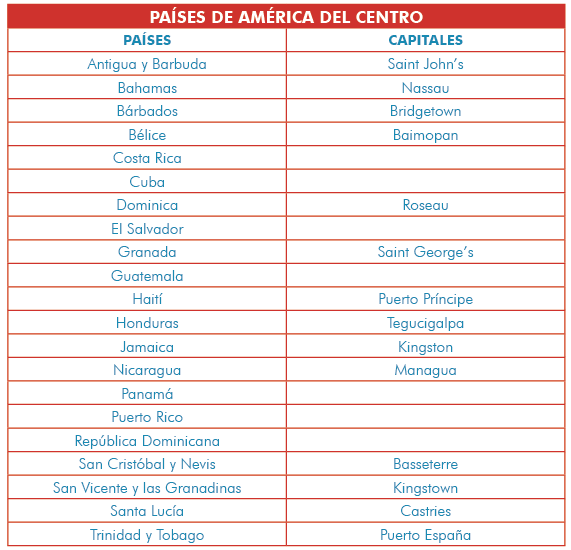 PAÍSES DE AMÉRICA DEL CENTRO
PAÍSES CAPITALES
Antigua y Barbuda Saint John’s
Bahamas Nassau
Bárbados Bridgetown
Bélice Baimopan
Costa Rica
Cuba
Dominica Roseau
El Salvador
Granada Saint George’s
Guatemala
Haití Puerto Príncipe
Honduras Tegucigalpa
Jamaica Kingston
Nicaragua Managua
Panamá
Puerto Rico
República Dominicana
San Cristóbal y Nevis Basseterre
San Vicente y las Granadinas Kingstown
Santa Lucía Castries
Trinidad y Tobago Puerto España